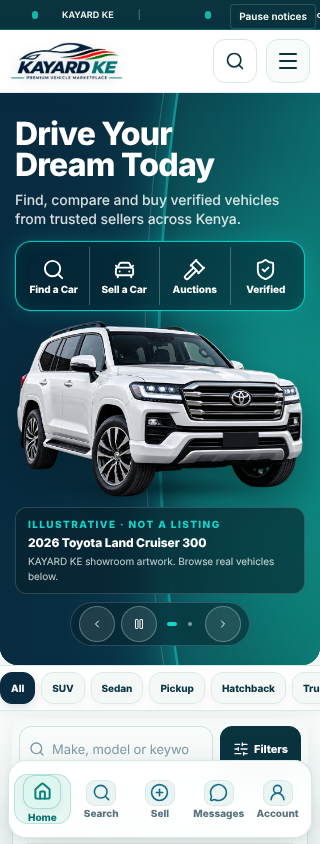 KAYARD KE
Pause notices
KAYARD KE
PREMIUM VEHICLE MARKETPLACE
Drive Your
Dream Today
Find, compare and buy verified vehicles
from trusted sellers across Kenya.
Find a Car
Sell a Car
Auctions
Verified
ILLUSTRATIVE · NOT A LISTING
2026 Toyota Land Cruiser 300
KAYARD KE showroom artwork. Browse real vehicles
below.
All
SUV
Sedan
Pickup
Hatchback
Tru
Make, model or keywo
Filters
Home
Search
Sell
Messages
Account